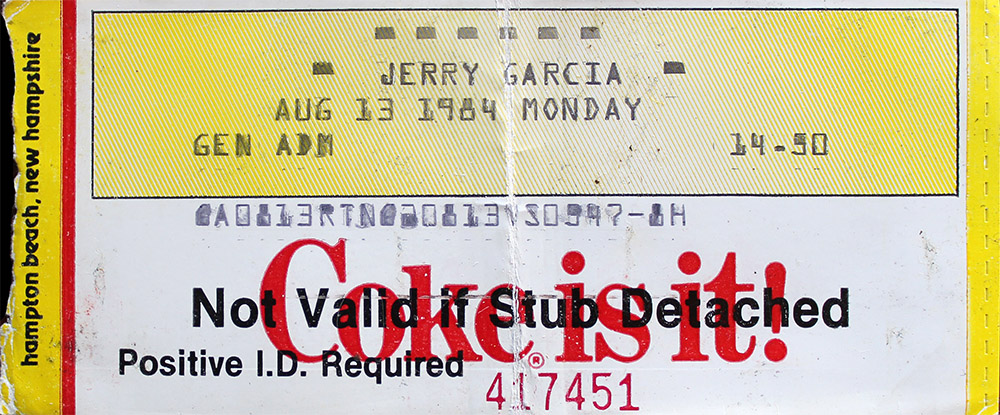 hampton beach, new hampshire
JERRY GARCIA
AUG 13 1984 MONDAY
GEN ADM 14.50
Coke is it!
Not Valid if Stub Detached
Positive I.D. Required
®
417451